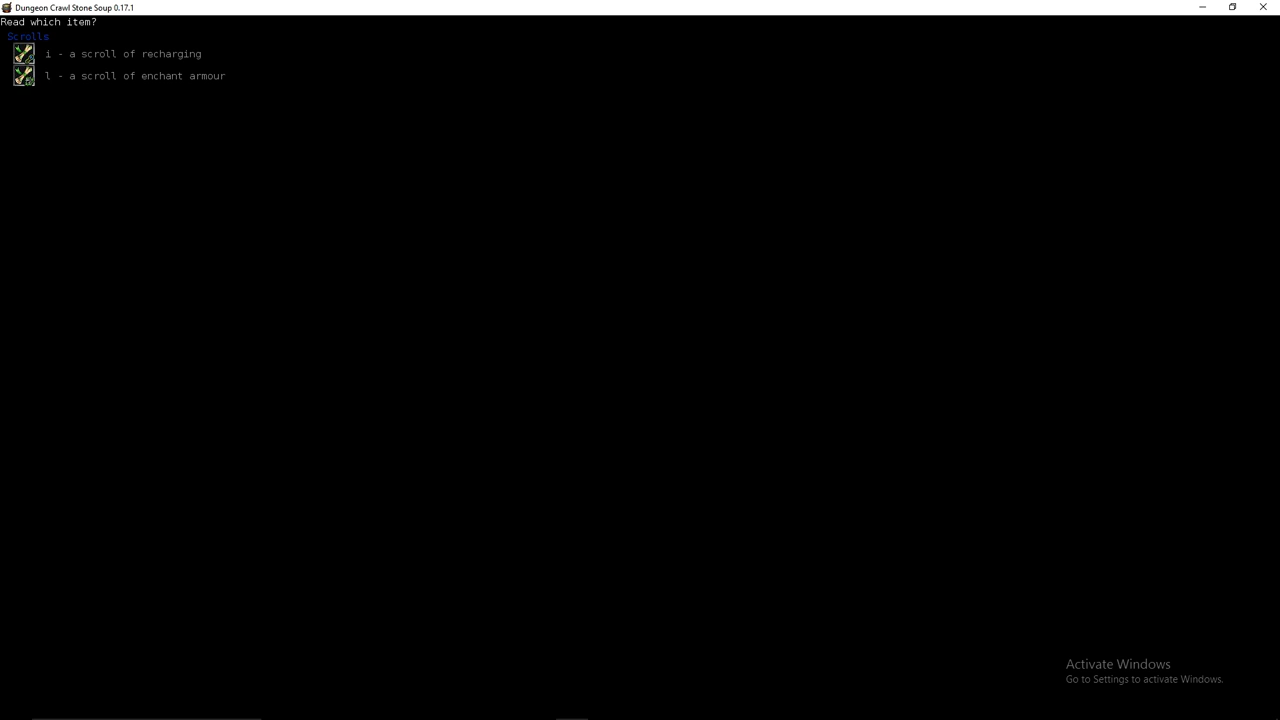 Dungeon Crawl Stone Soup 0.17.1
Read which item?
Scrolls
i - a scroll of recharging
l - a scroll of enchant armour
Activate Windows
Go to Settings to activate Windows.